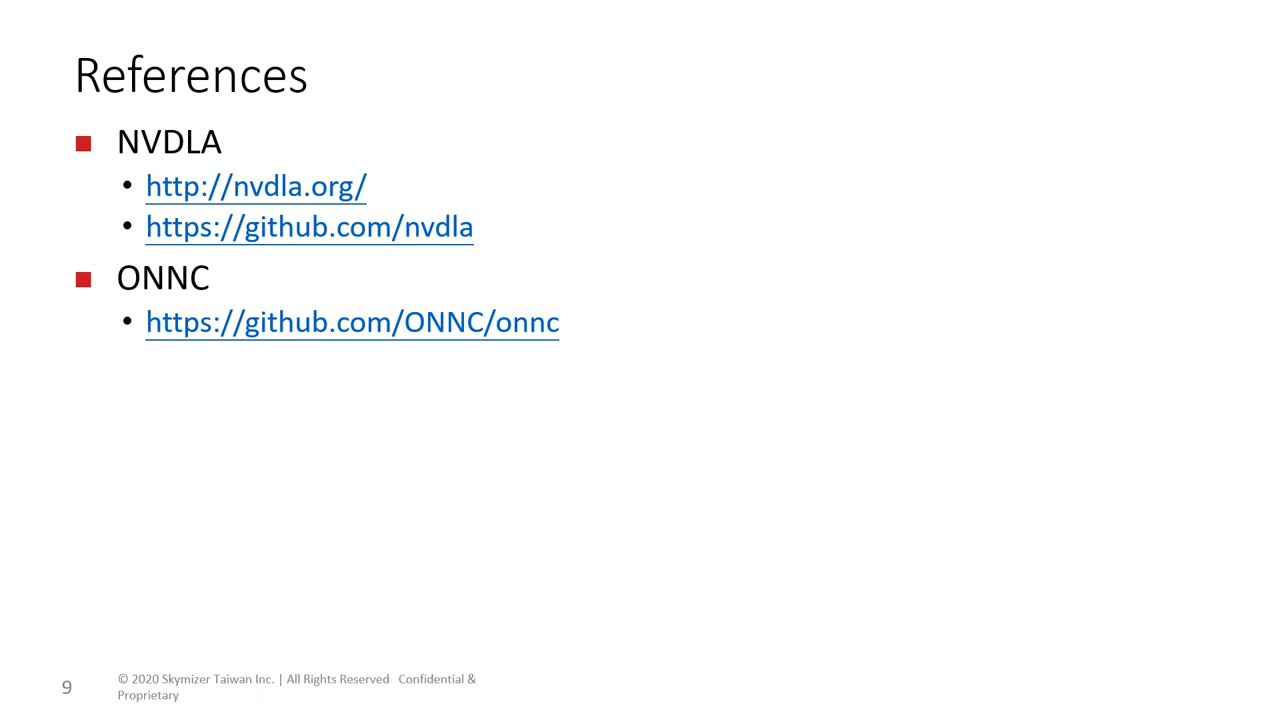 References
NVDLA
• http://nvdla.org/
• https://github.com/nvdla
ONNC
• https://github.com/ONNC/onnc
9
© 2020 Skymizer Taiwan Inc. | All Rights Reserved Confidential &
Proprietary